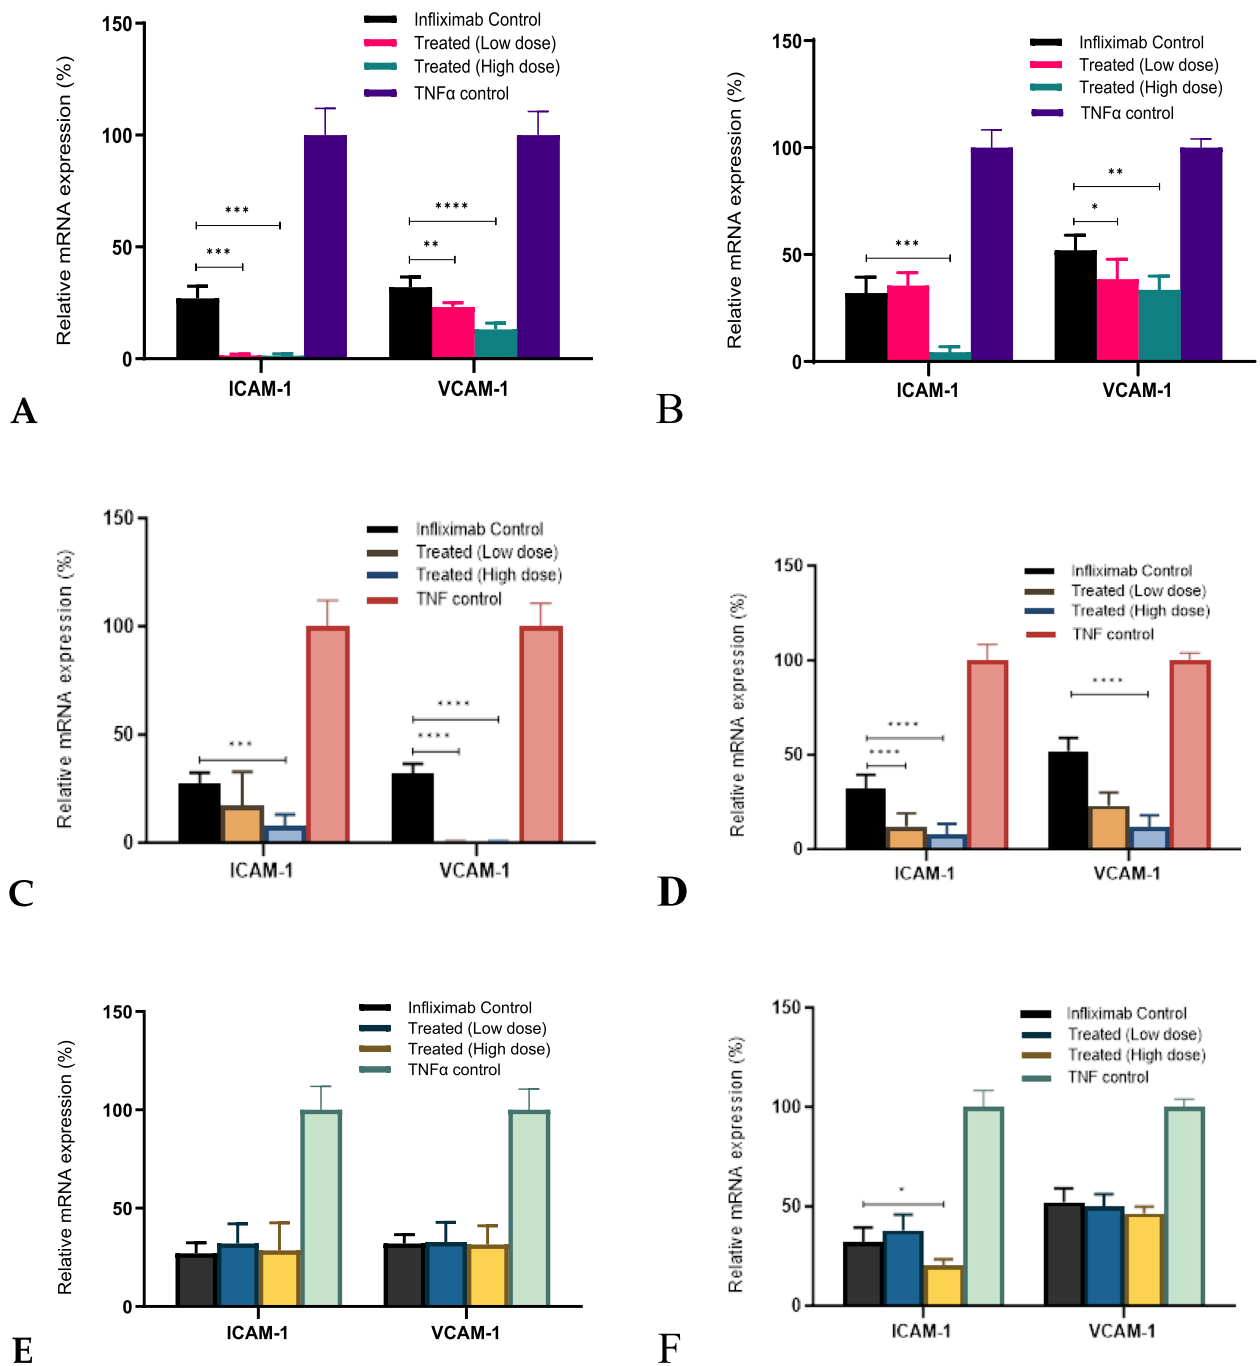 150
100
50
0
Relative mRNA expression (%)
Infliximab Control
Treated (Low dose)
Treated (High dose)
TNFα control
***
***
****
**
ICAM-1
VCAM-1
A
150
100
50
0
Relative mRNA expression (%)
Infliximab Control
Treated (Low dose)
Treated (High dose)
TNFα control
***
**
*
ICAM-1
VCAM-1
B
150
100
50
0
Relative mRNA expression (%)
Infliximab Control
Treated (Low dose)
Treated (High dose)
TNF control
***
****
****
ICAM-1
VCAM-1
C
150
100
50
0
Relative mRNA expression (%)
Infliximab Control
Treated (Low dose)
Treated (High dose)
TNF control
****
****
****
ICAM-1
VCAM-1
D
150
100
50
0
Relative mRNA expression (%)
Infliximab Control
Treated (Low dose)
Treated (High dose)
TNFα control
ICAM-1
VCAM-1
E
150
100
50
0
Relative mRNA expression (%)
Infliximab Control
Treated (Low dose)
Treated (High dose)
TNF control
*
ICAM-1
VCAM-1
F